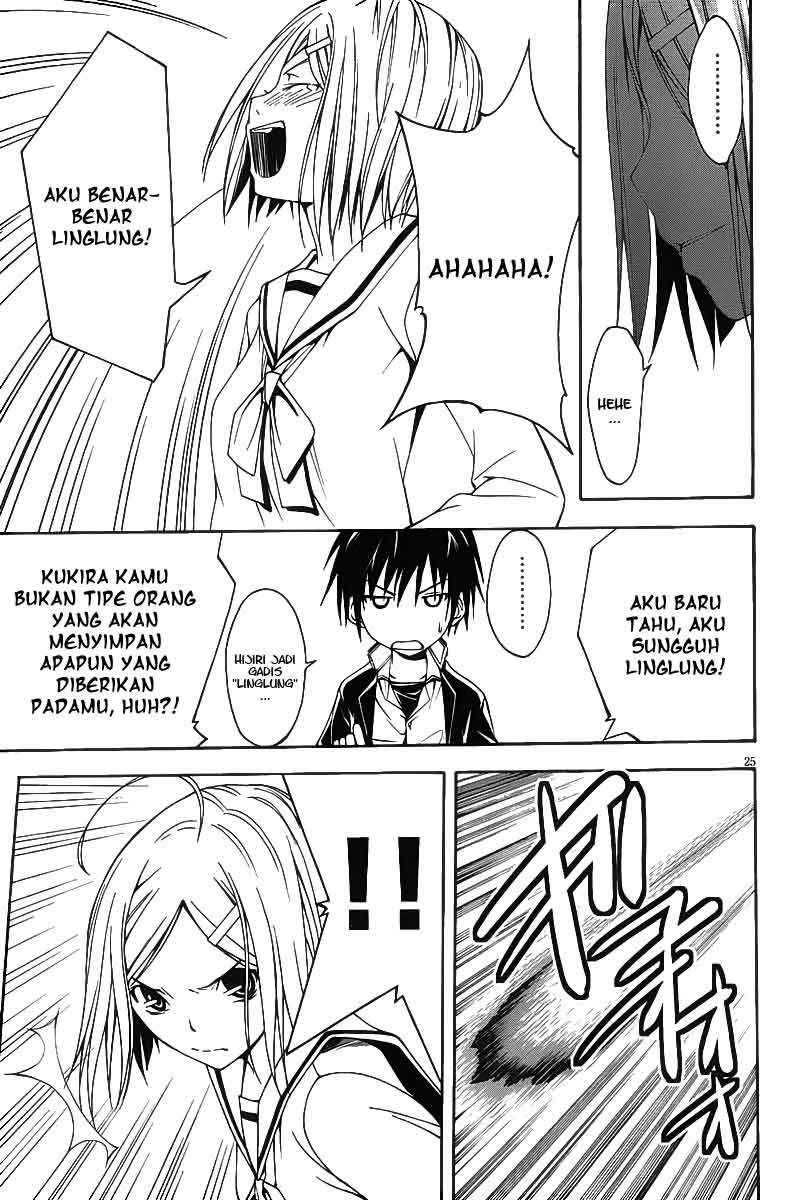 ..........
HEHE
...
AHAHAHA!
AKU BENAR-
BENAR
LINGLUNG!
AKU BARU
TAHU, AKU
SUNGGUH
LINGLUNG!
..........
HIJIRI JADI
GADIS
"LINGLUNG"
...
KUKIRA KAMU
BUKAN TIPE ORANG
YANG AKAN
MENYIMPAN
APAPUN YANG
DIBERIKAN
PADAMU, HUH?!
25
!!